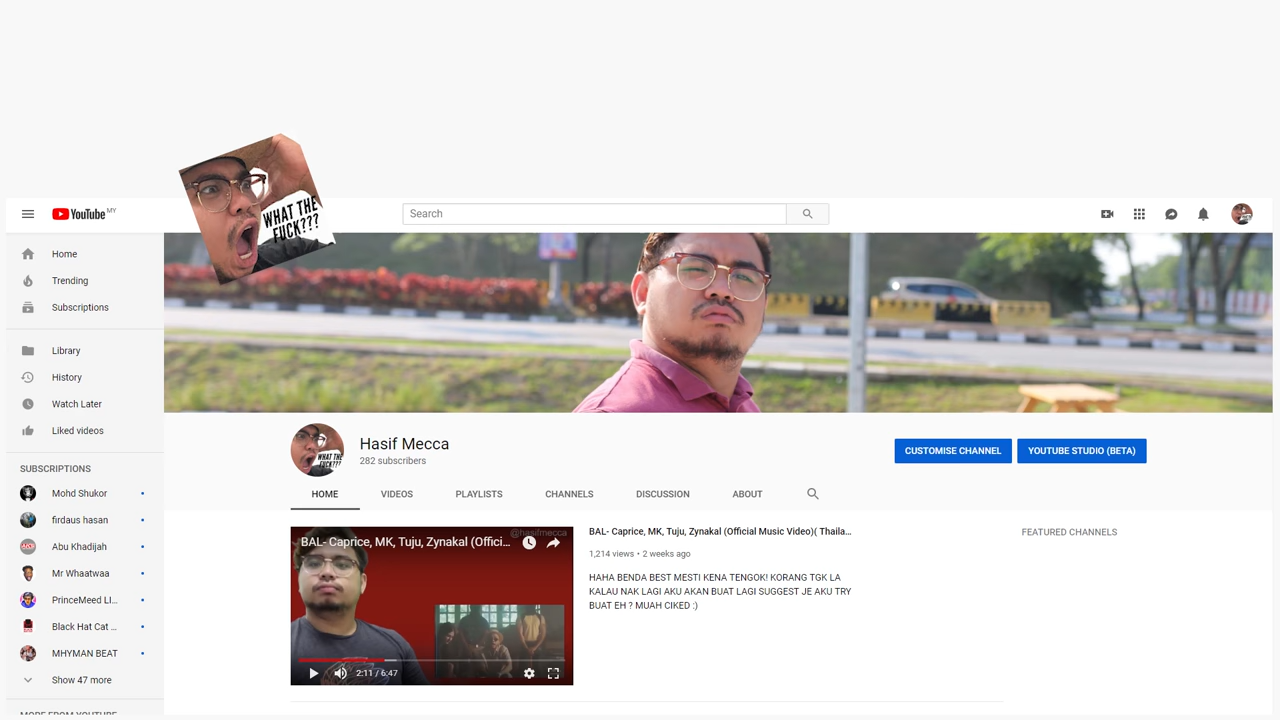 WHAT THE
FUCK???
YouTube MY
Search
Home
Trending
Subscriptions
Library
History
Watch Later
Liked videos
SUBSCRIPTIONS
Mohd Shukor
firdaus hasan
Abu Khadijah
Mr Whaatwaa
PrinceMeed LI...
Black Hat Cat ...
MHYMAN BEAT
Show 47 more
MORE FROM YOUTUBE
WHAT THE
FUCK???
Hasif Mecca
282 subscribers
CUSTOMISE CHANNEL
YOUTUBE STUDIO (BETA)
HOME VIDEOS PLAYLISTS CHANNELS DISCUSSION ABOUT
@hasifmecca
BAL- Caprice, MK, Tuju, Zynakal (Offici...
2:11 / 6:47
BAL- Caprice, MK, Tuju, Zynakal (Official Music Video)( Thaila...
1,214 views • 2 weeks ago
HAHA BENDA BEST MESTI KENA TENGOK! KORANG TGK LA
KALAU NAK LAGI AKU AKAN BUAT LAGI SUGGEST JE AKU TRY
BUAT EH ? MUAH CIKED :)
FEATURED CHANNELS